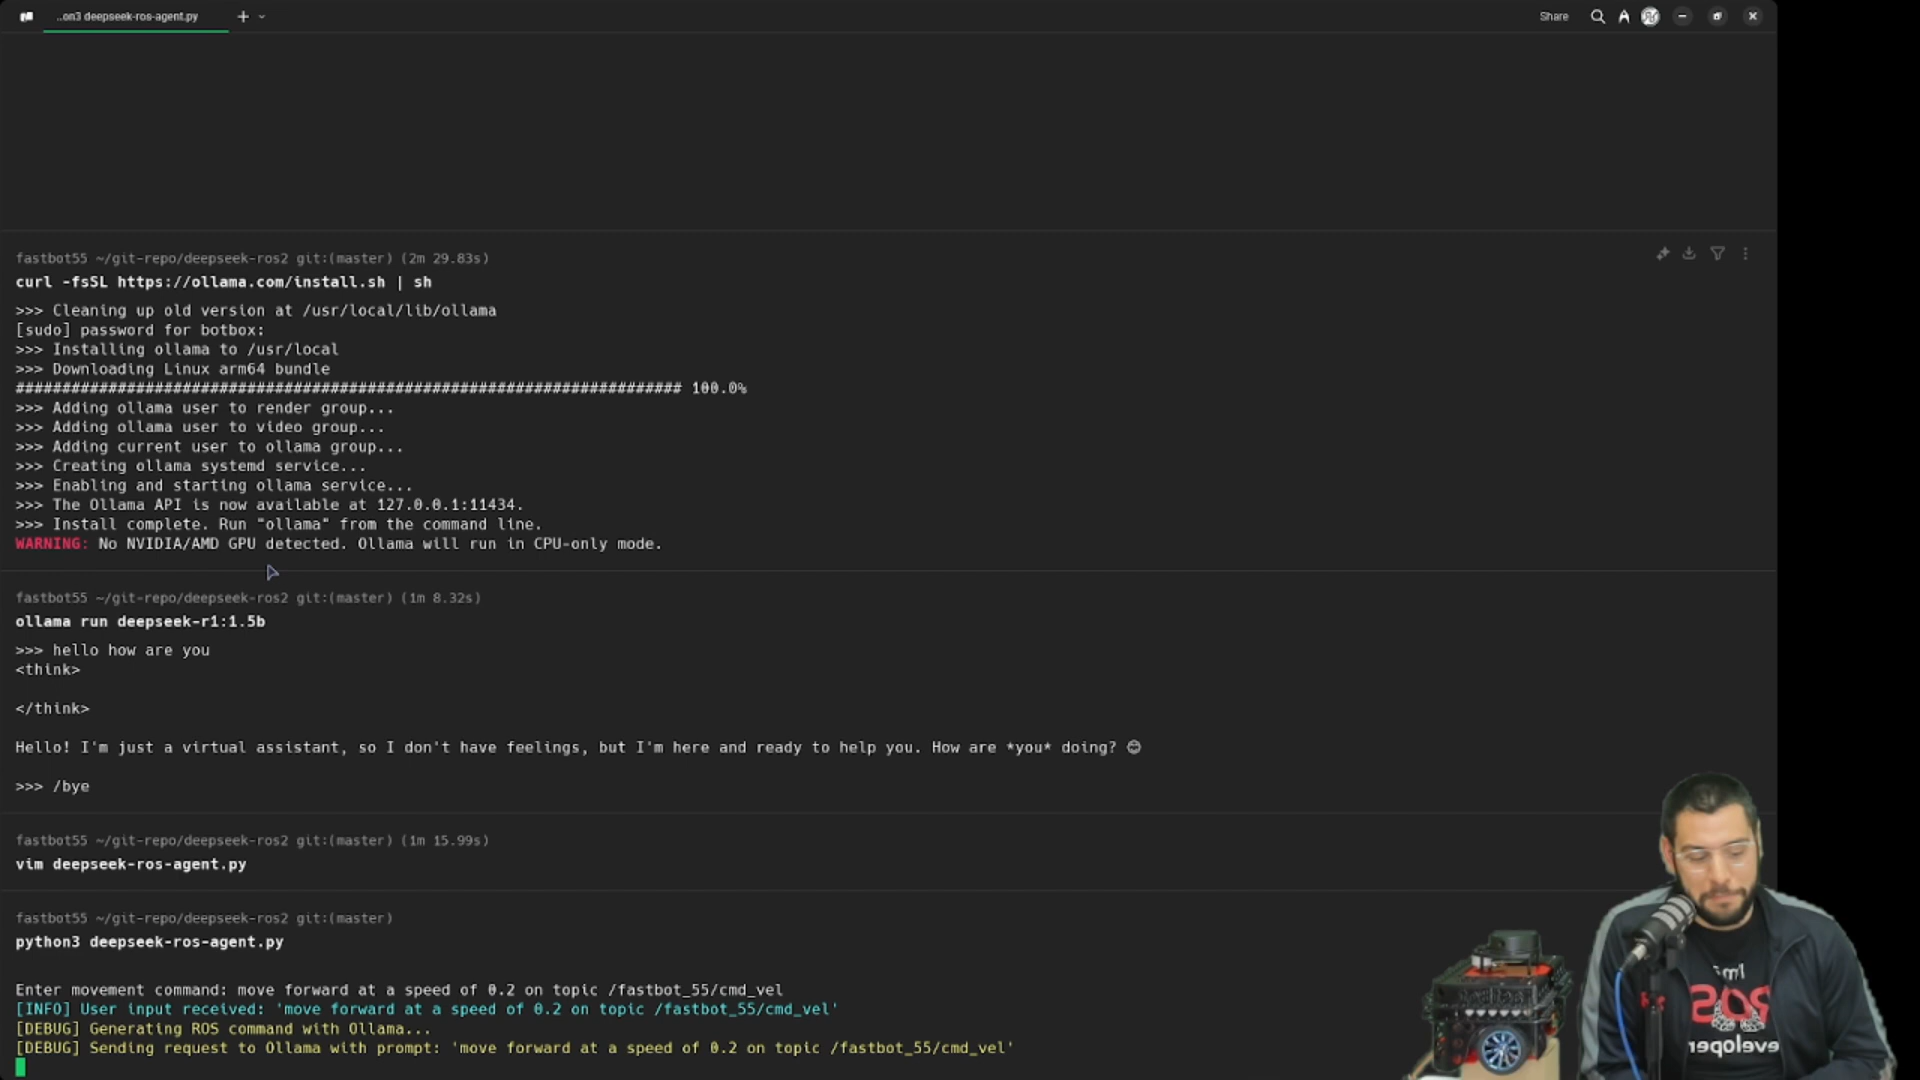 ..on3 deepseek-ros-agent.py
Share
fastbot55 ~/git-repo/deepseek-ros2 git:(master) (2m 29.83s)
curl -fsSL https://ollama.com/install.sh | sh
>>> Cleaning up old version at /usr/local/lib/ollama
[sudo] password for botbox:
>>> Installing ollama to /usr/local
>>> Downloading Linux arm64 bundle
######################################################################## 100.0%
>>> Adding ollama user to render group...
>>> Adding ollama user to video group...
>>> Adding current user to ollama group...
>>> Creating ollama systemd service...
>>> Enabling and starting ollama service...
>>> The Ollama API is now available at 127.0.0.1:11434.
>>> Install complete. Run "ollama" from the command line.
WARNING: No NVIDIA/AMD GPU detected. Ollama will run in CPU-only mode.
fastbot55 ~/git-repo/deepseek-ros2 git:(master) (1m 8.32s)
ollama run deepseek-r1:1.5b
>>> hello how are you
<think>
</think>
Hello! I'm just a virtual assistant, so I don't have feelings, but I'm here and ready to help you. How are *you* doing? 😊
>>> /bye
fastbot55 ~/git-repo/deepseek-ros2 git:(master) (1m 15.99s)
vim deepseek-ros-agent.py
fastbot55 ~/git-repo/deepseek-ros2 git:(master)
python3 deepseek-ros-agent.py
Enter movement command: move forward at a speed of 0.2 on topic /fastbot_55/cmd_vel
[INFO] User input received: 'move forward at a speed of 0.2 on topic /fastbot_55/cmd_vel'
[DEBUG] Generating ROS command with Ollama...
[DEBUG] Sending request to Ollama with prompt: 'move forward at a speed of 0.2 on topic /fastbot_55/cmd_vel'
I'm
ROS
eveloper